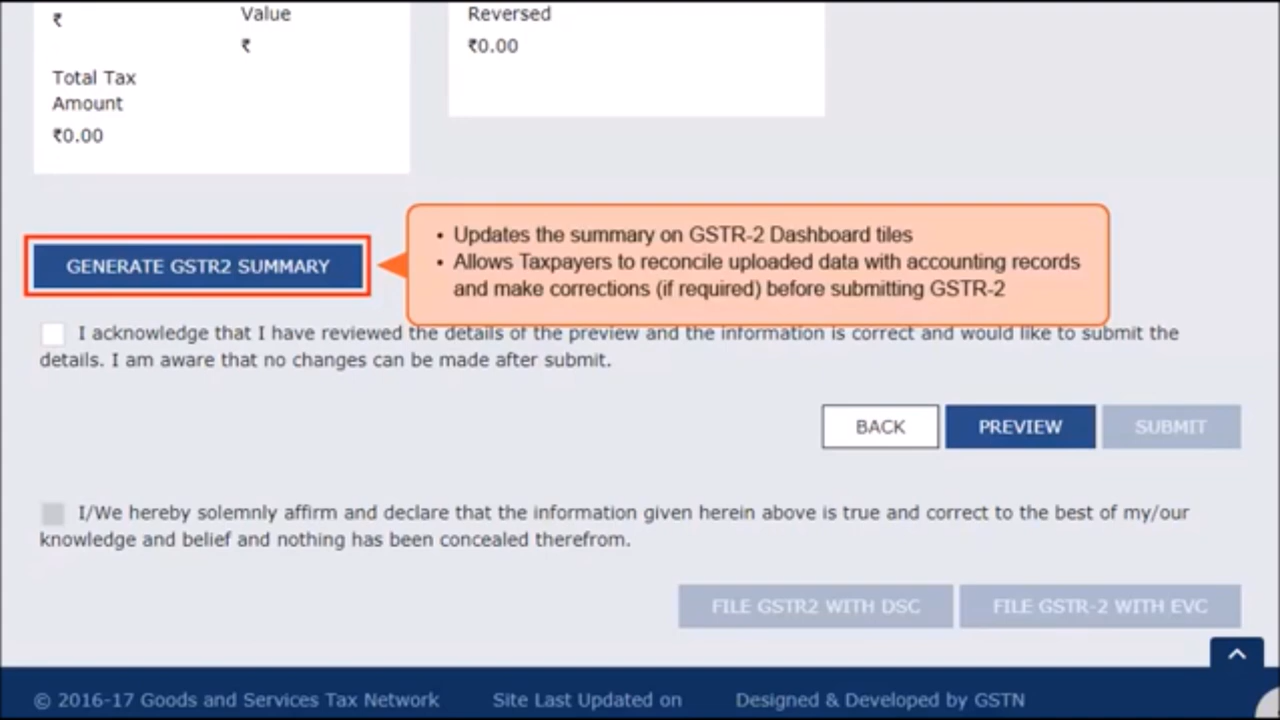 ₹
Value
₹
Total Tax
Amount
₹0.00
Reversed
₹0.00
GENERATE GSTR2 SUMMARY
• Updates the summary on GSTR-2 Dashboard tiles
• Allows Taxpayers to reconcile uploaded data with accounting records
and make corrections (if required) before submitting GSTR-2
I acknowledge that I have reviewed the details of the preview and the information is correct and would like to submit the
details. I am aware that no changes can be made after submit.
BACK
PREVIEW
SUBMIT
I/We hereby solemnly affirm and declare that the information given herein above is true and correct to the best of my/our
knowledge and belief and nothing has been concealed therefrom.
FILE GSTR2 WITH DSC
FILE GSTR-2 WITH EVC
© 2016-17 Goods and Services Tax Network
Site Last Updated on
Designed & Developed by GSTN